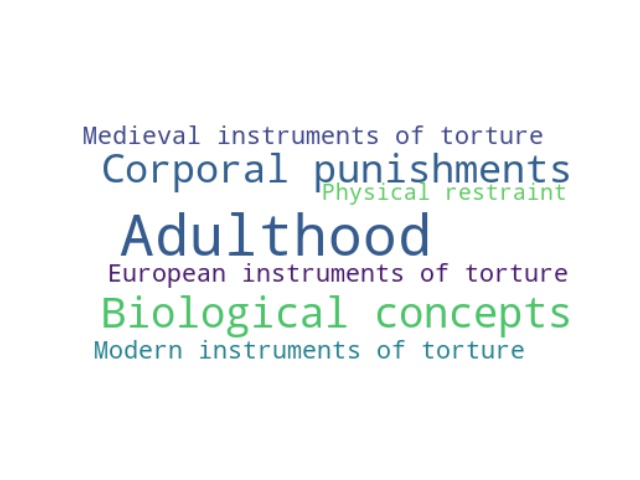 Medieval instruments of torture
Corporal punishments
Physical restraint
Adulthood
European instruments of torture
Biological concepts
Modern instruments of torture